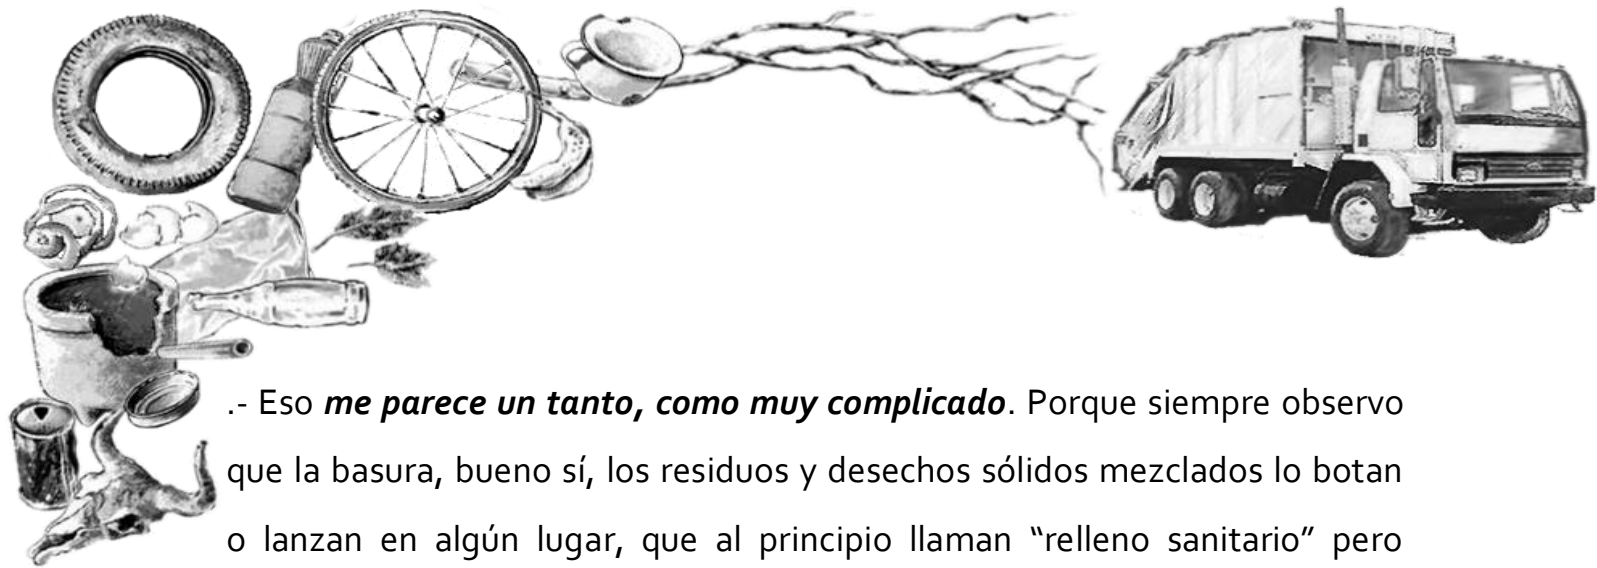 .- Eso me parece un tanto, como muy complicado. Porque siempre observo
que la basura, bueno sí, los residuos y desechos sólidos mezclados lo botan
o lanzan en algún lugar, que al principio llaman “relleno sanitario” pero